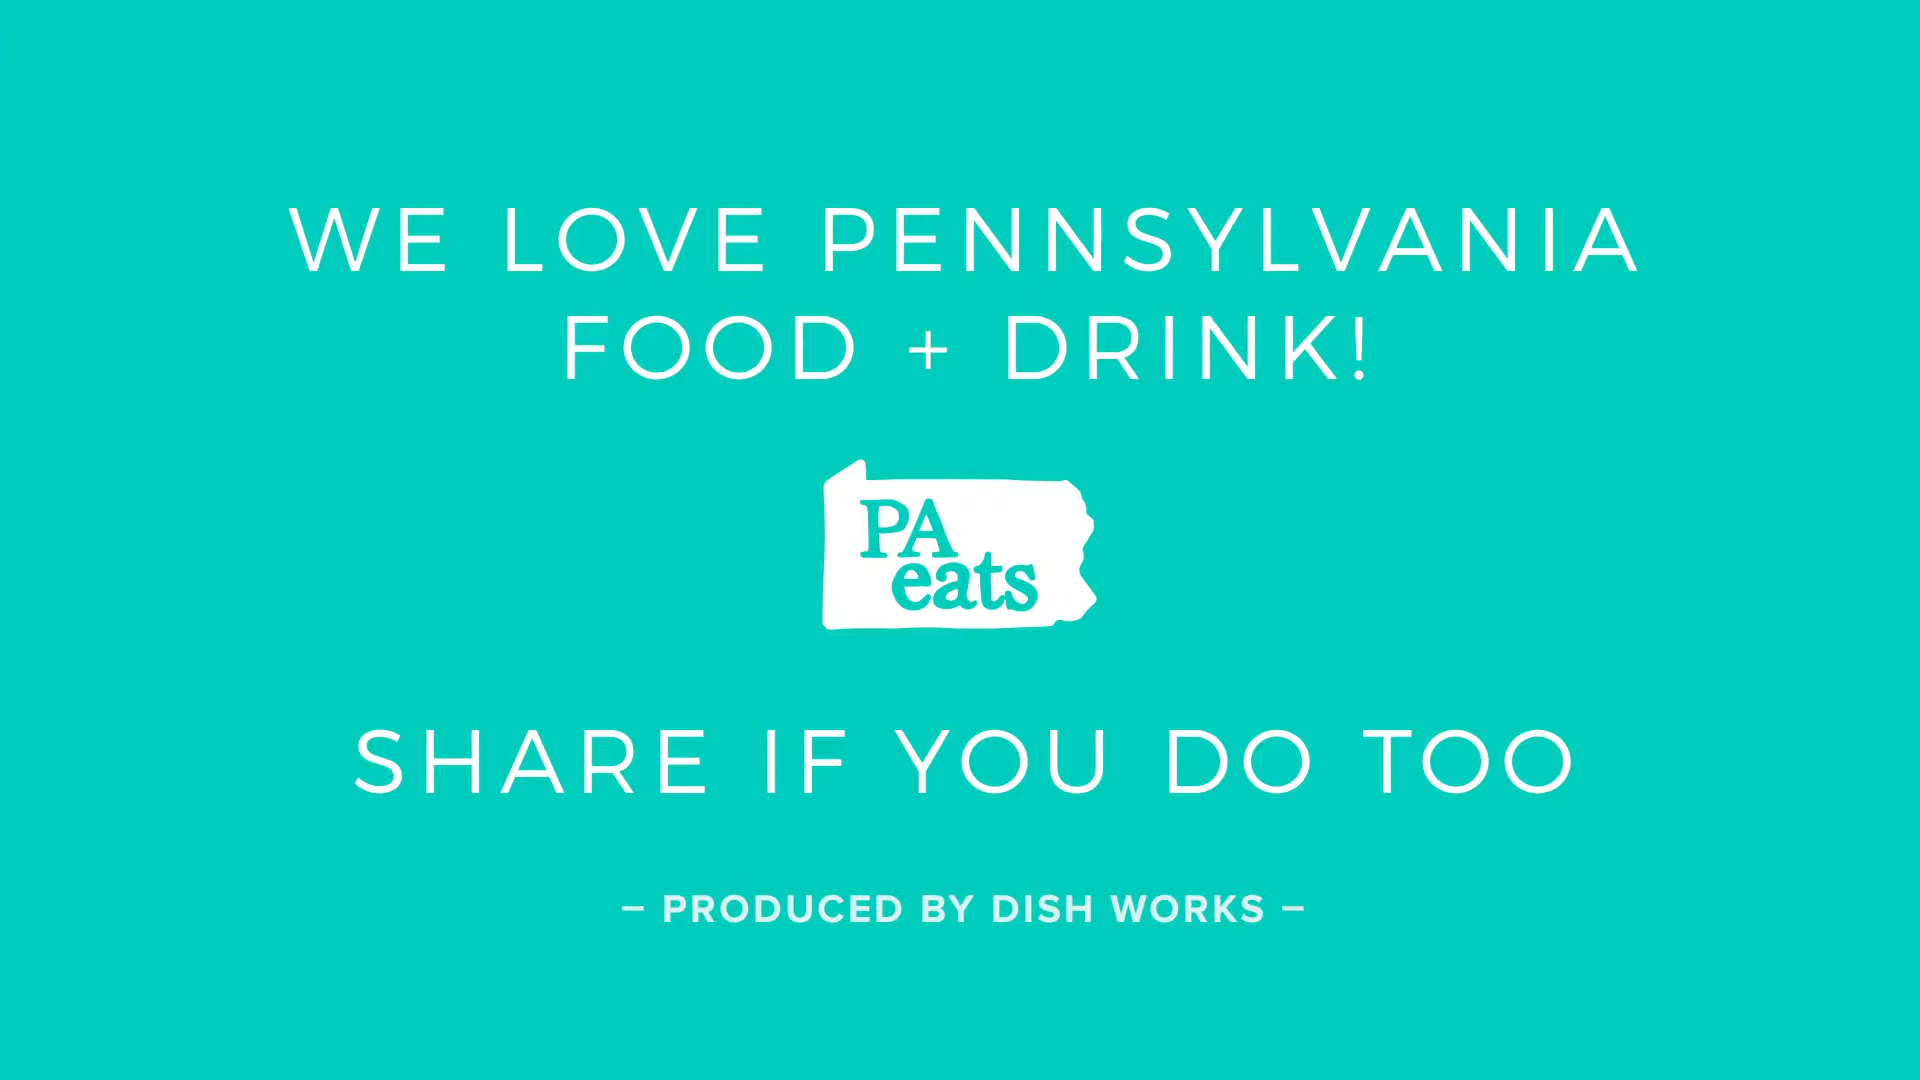 WE LOVE PENNSYLVANIA
FOOD + DRINK!
PA
eats
SHARE IF YOU DO TOO
– PRODUCED BY DISH WORKS –